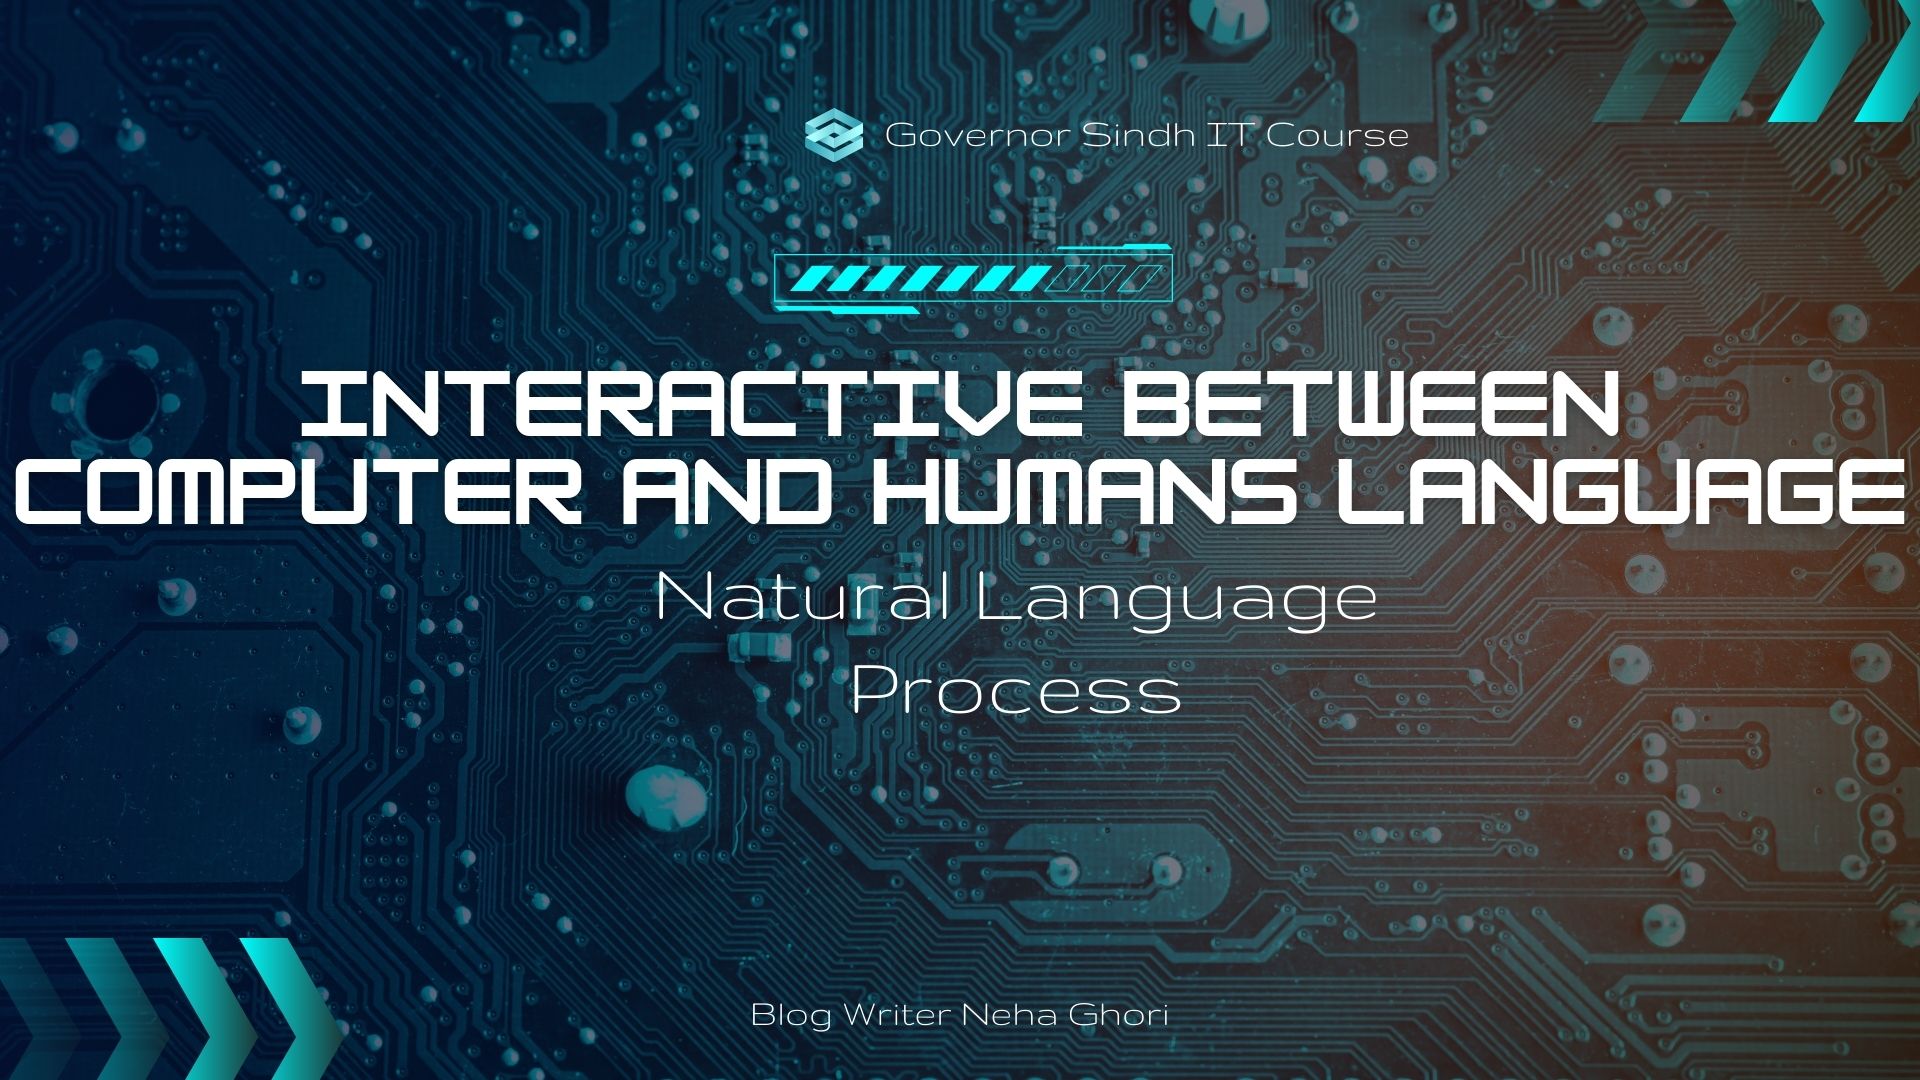 Governor Sindh IT Course
INTERACTIVE BETWEEN
COMPUTER AND HUMANS LANGUAGE
Natural Language
Process
Blog Writer Neha Ghori